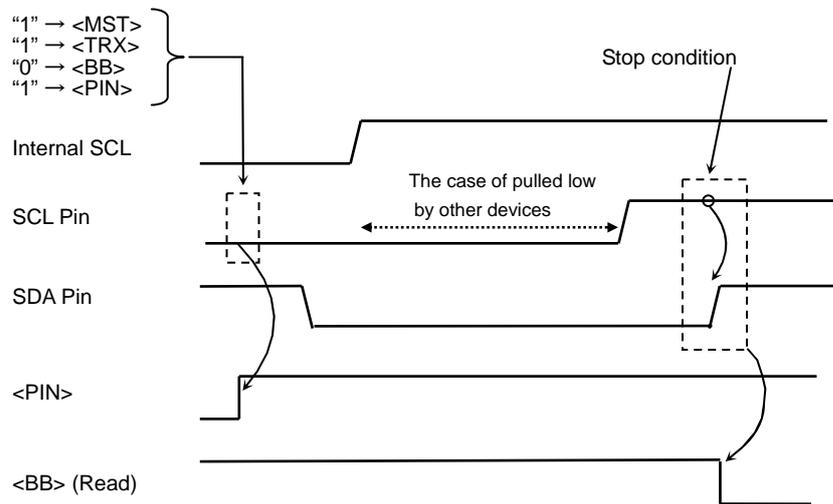 “1” → <MST>
“1” → <TRX>
“0” → <BB>
“1” → <PIN>
Stop condition
Internal SCL
The case of pulled low
by other devices
SCL Pin
SDA Pin
<PIN>
<BB> (Read)